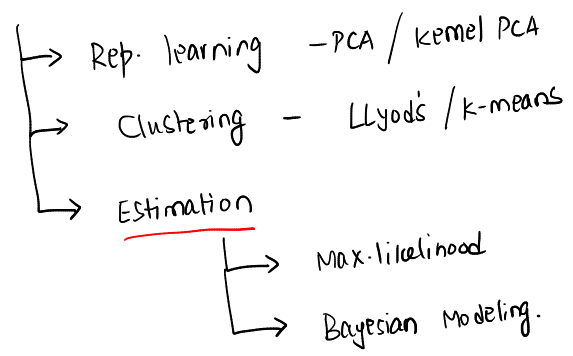 Rep. learning - PCA / kernel PCA
Clustering - LLyod's / k-means
Estimation
Max.likelihood
Bayesian Modeling.